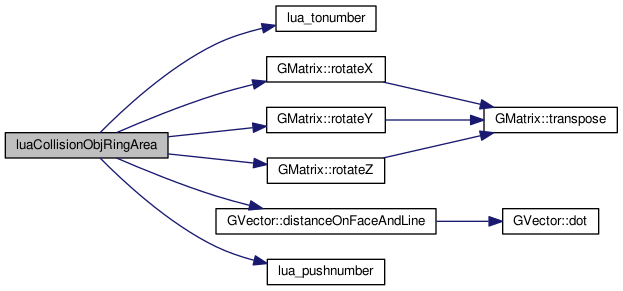 lua_tonumber
GMatrix::rotateX
GMatrix::rotateY
GMatrix::transpose
luaCollisionObjRingArea
GMatrix::rotateZ
GVector::distanceOnFaceAndLine
GVector::dot
lua_pushnumber